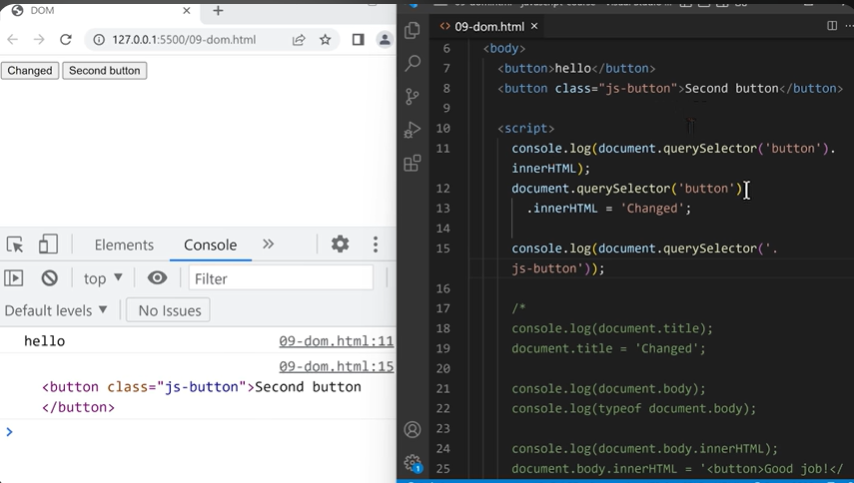 DOM
127.0.0.1:5500/09-dom.html
Changed
Second button
Elements
Console
top
Filter
Default levels
No Issues
hello
09-dom.html:11
09-dom.html:15
<button class="js-button">Second button
</button>
09-dom.html
6 <body>
7 <button>hello</button>
8 <button class="js-button">Second button</button>
9
10 <script>
11 console.log(document.querySelector('button').
innerHTML);
12 document.querySelector('button')
13 .innerHTML = 'Changed';
14
15 console.log(document.querySelector('.
js-button'));
16
17 /*
18 console.log(document.title);
19 document.title = 'Changed';
20
21 console.log(document.body);
22 console.log(typeof document.body);
23
24 console.log(document.body.innerHTML);
25 document.body.innerHTML = '<button>Good job!</
1